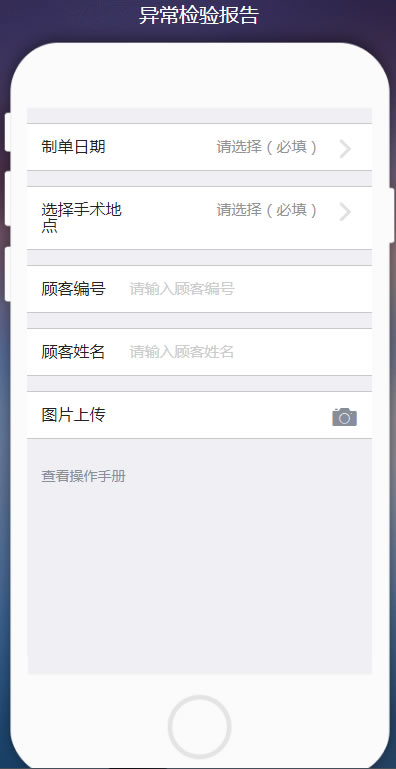 异常检验报告
制单日期 请选择（必填）
选择手术地 请选择（必填）
点
顾客编号 请输入顾客编号
顾客姓名 请输入顾客姓名
图片上传
查看操作手册